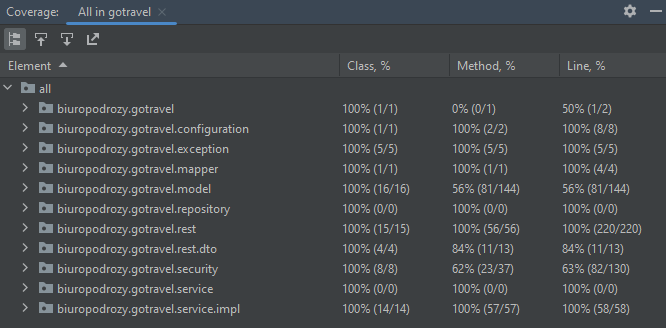 Coverage: All in gotravel
Element Class, % Method, % Line, %
all
biuropodrozy.gotravel 100% (1/1) 0% (0/1) 50% (1/2)
biuropodrozy.gotravel.configuration 100% (1/1) 100% (2/2) 100% (8/8)
biuropodrozy.gotravel.exception 100% (5/5) 100% (5/5) 100% (5/5)
biuropodrozy.gotravel.mapper 100% (1/1) 100% (1/1) 100% (4/4)
biuropodrozy.gotravel.model 100% (16/16) 56% (81/144) 56% (81/144)
biuropodrozy.gotravel.repository 100% (0/0) 100% (0/0) 100% (0/0)
biuropodrozy.gotravel.rest 100% (15/15) 100% (56/56) 100% (220/220)
biuropodrozy.gotravel.rest.dto 100% (4/4) 84% (11/13) 84% (11/13)
biuropodrozy.gotravel.security 100% (8/8) 62% (23/37) 63% (82/130)
biuropodrozy.gotravel.service 100% (0/0) 100% (0/0) 100% (0/0)
biuropodrozy.gotravel.service.impl 100% (14/14) 100% (57/57) 100% (58/58)